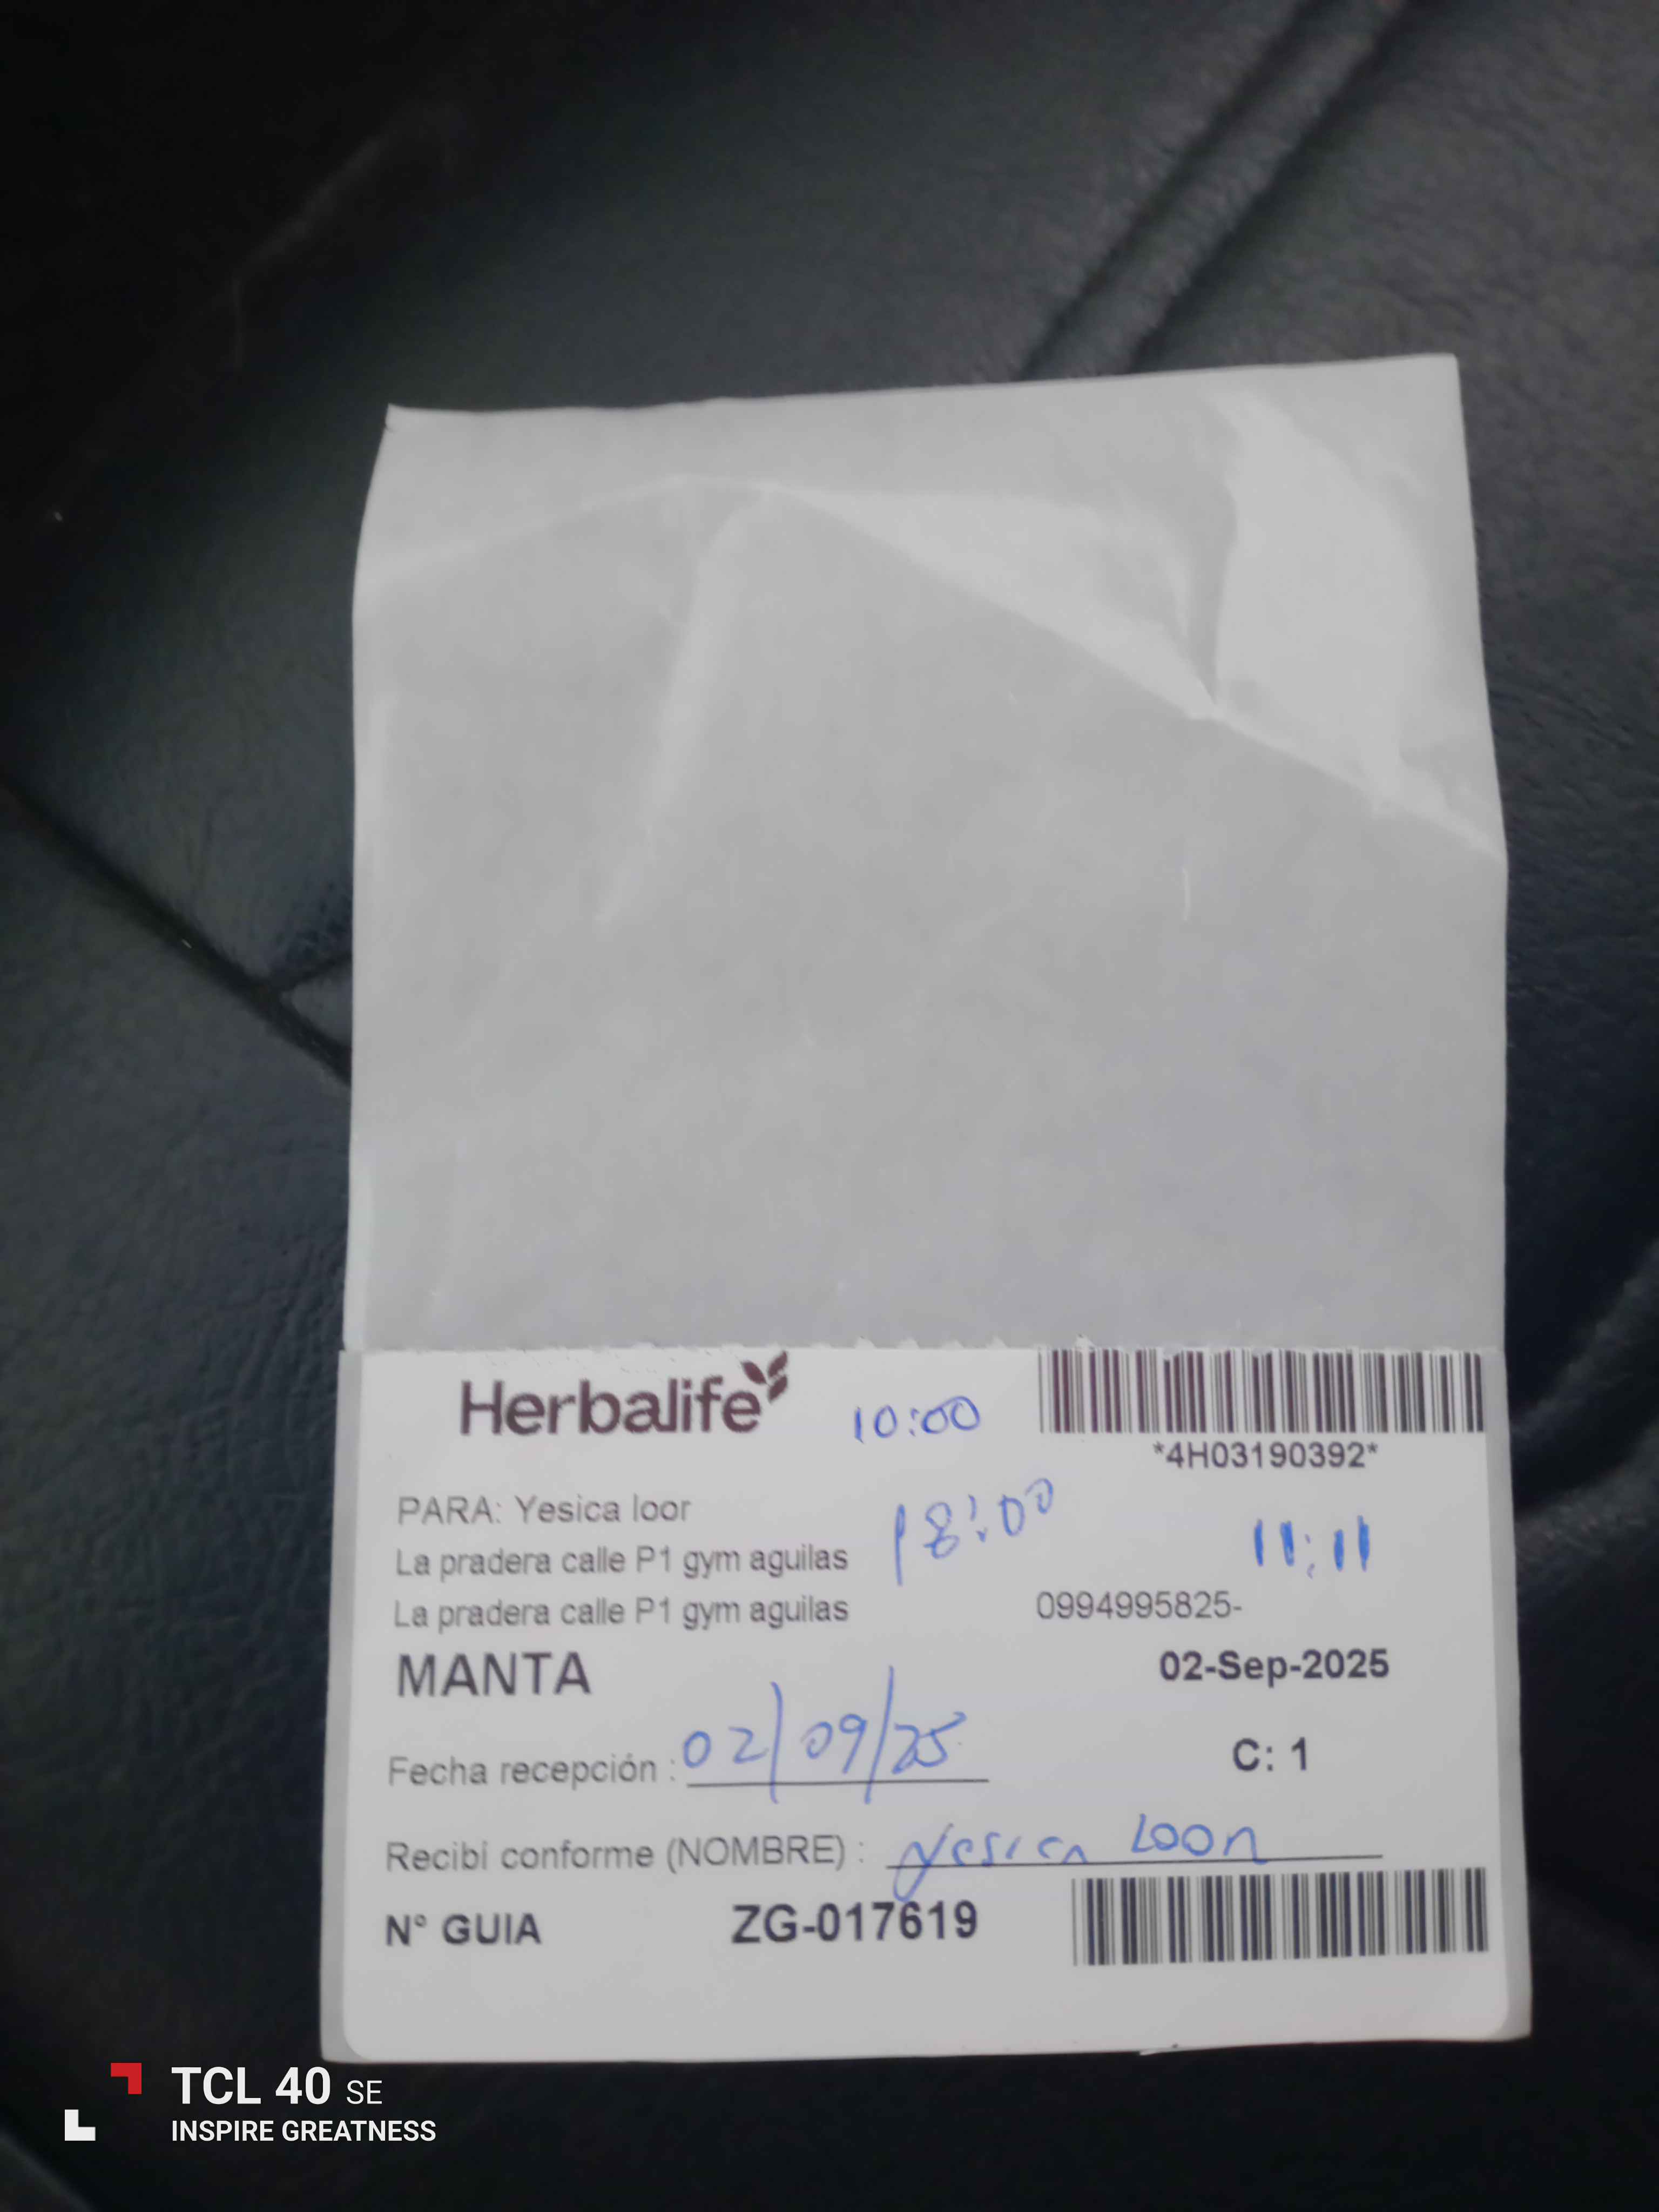 Herbalife
10:00
*4H03190392*
PARA: Yesica loor
18:00
La pradera calle P1 gym aguilas
11:11
La pradera calle P1 gym aguilas 0994995825-
MANTA 02-Sep-2025
Fecha recepción : 02/09/25
C: 1
Recibí conforme (NOMBRE) : yesica Loor
N° GUIA ZG-017619
TCL 40 SE
INSPIRE GREATNESS